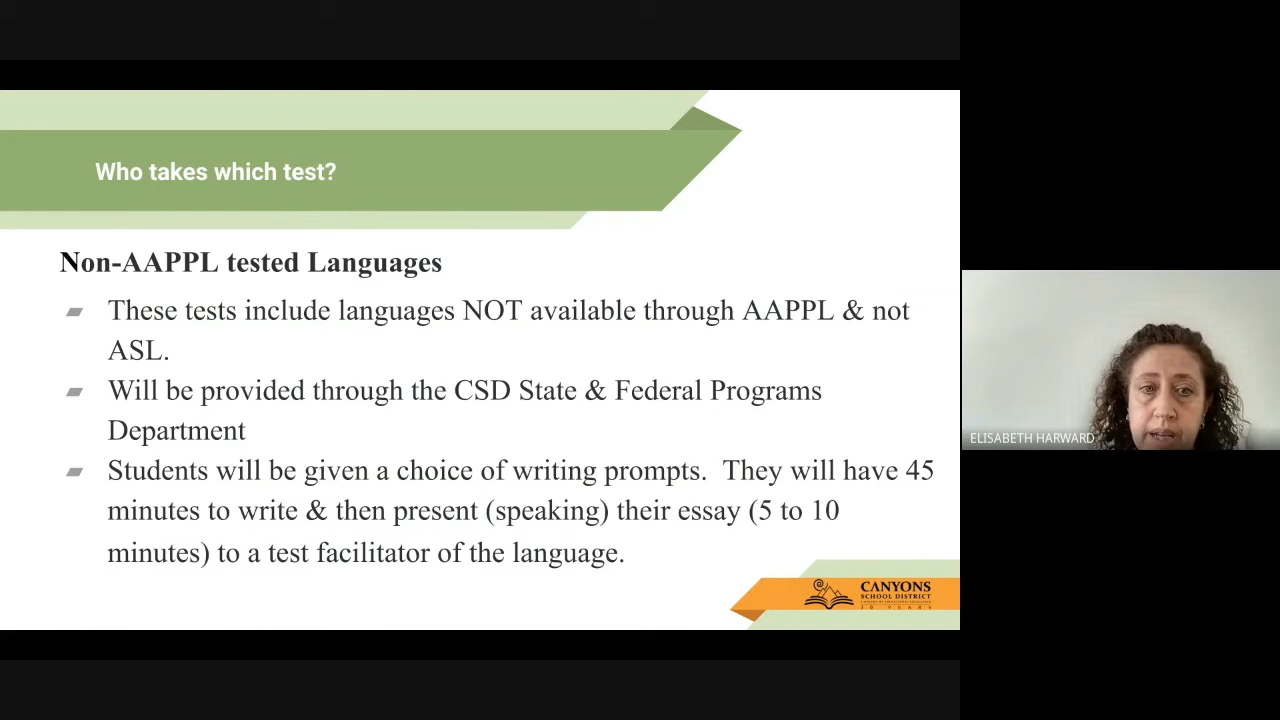 Who takes which test?
Non-AAPPL tested Languages
These tests include languages NOT available through AAPPL & not
ASL.
Will be provided through the CSD State & Federal Programs
Department
Students will be given a choice of writing prompts.  They will have 45
minutes to write & then present (speaking) their essay (5 to 10
minutes) to a test facilitator of the language.
ELISABETH HARWARD
CANYONS
SCHOOL DISTRICT
10 YEARS